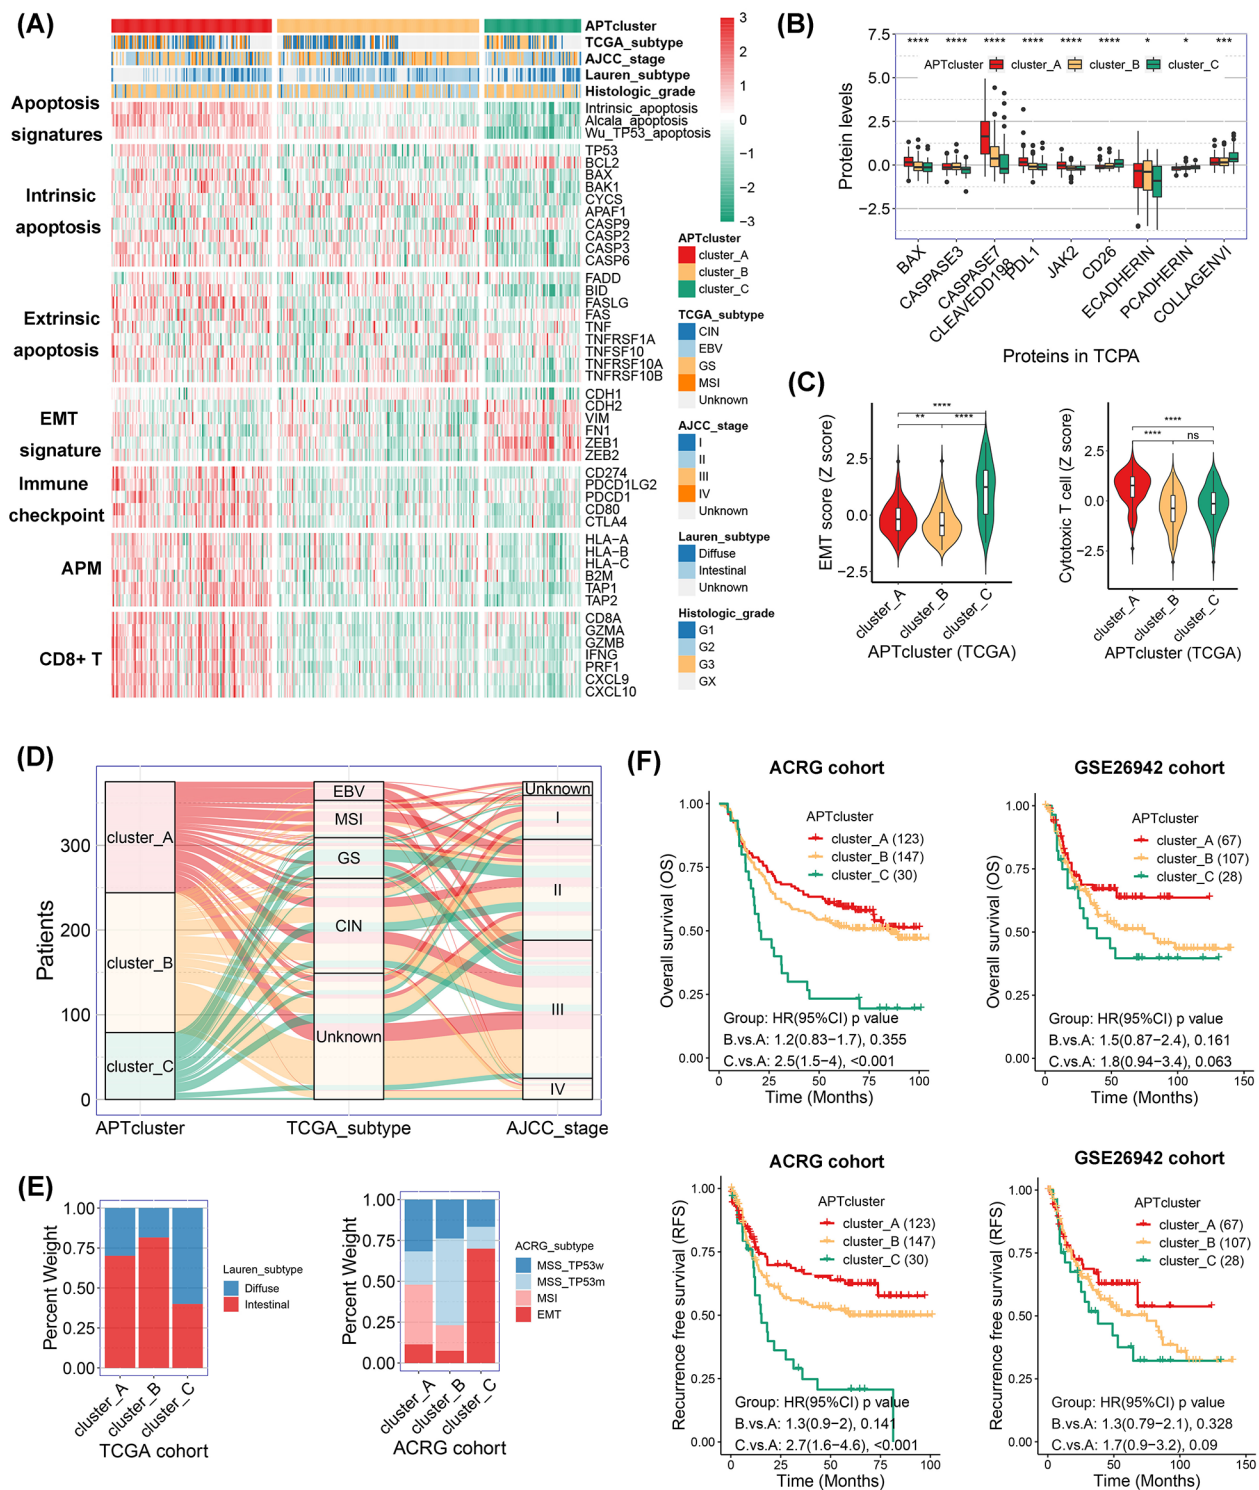 (A)
APTcluster
TCGA_subtype
AJCC_stage
Lauren_subtype
Histologic_grade
Apoptosis
signatures
Intrinsic_apoptosis
Alcala_apoptosis
Wu_TP53_apoptosis
Intrinsic
apoptosis
TP53
BCL2
BAX
BAK1
CYCS
APAF1
CASP9
CASP2
CASP3
CASP6
Extrinsic
apoptosis
FADD
BID
FASLG
FAS
TNF
TNFRSF1A
TNFSF10
TNFRSF10A
TNFRSF10B
EMT
signature
CDH1
CDH2
VIM
FN1
ZEB1
ZEB2
Immune
checkpoint
CD274
PDCD1LG2
PDCD1
CD80
CTLA4
APM
HLA−A
HLA−B
HLA−C
B2M
TAP1
TAP2
CD8+ T
CD8A
GZMA
GZMB
IFNG
PRF1
CXCL9
CXCL10
3
2
1
0
−1
−2
−3
APTcluster
cluster_A
cluster_B
cluster_C
TCGA_subtype
CIN
EBV
GS
MSI
Unknown
AJCC_stage
I
II
III
IV
Unknown
Lauren_subtype
Diffuse
Intestinal
Unknown
Histologic_grade
G1
G2
G3
GX
(B)
7.5
5.0
2.5
0.0
−2.5
Protein levels
**** **** **** **** **** **** * * ***
APTcluster cluster_A cluster_B cluster_C
BAX
CASPASE3
CASPASE7
CLEAVEDD198
PDL1
JAK2
CD26
ECADHERIN
PCADHERIN
COLLAGENVI
Proteins in TCPA
(C)
EMT score (Z score)
2.5
0.0
−2.5
****
** ****
cluster_A
cluster_B
cluster_C
APTcluster (TCGA)
Cytotoxic T cell (Z score)
2.5
0.0
−2.5
****
**** ns
cluster_A
cluster_B
cluster_C
APTcluster (TCGA)
(D)
Patients
300
200
100
0
cluster_A
cluster_B
cluster_C
EBV
MSI
GS
CIN
Unknown
Unknown
I
II
III
IV
APTcluster
TCGA_subtype
AJCC_stage
(E)
Percent Weight
1.00
0.75
0.50
0.25
0.00
cluster_A
cluster_B
cluster_C
TCGA cohort
Lauren_subtype
Diffuse
Intestinal
Percent Weight
1.00
0.75
0.50
0.25
0.00
cluster_A
cluster_B
cluster_C
ACRG cohort
ACRG_subtype
MSS_TP53w
MSS_TP53m
MSI
EMT
(F)
ACRG cohort
Overall survival (OS)
1.00
0.75
0.50
0.25
0.00
APTcluster
cluster_A (123)
cluster_B (147)
cluster_C (30)
Group: HR(95%CI) p value
B.vs.A: 1.2(0.83−1.7), 0.355
C.vs.A: 2.5(1.5−4), <0.001
0 25 50 75 100
Time (Months)
GSE26942 cohort
Overall survival (OS)
1.00
0.75
0.50
0.25
0.00
APTcluster
cluster_A (67)
cluster_B (107)
cluster_C (28)
Group: HR(95%CI) p value
B.vs.A: 1.5(0.87−2.4), 0.161
C.vs.A: 1.8(0.94−3.4), 0.063
0 50 100 150
Time (Months)
ACRG cohort
Recurrence free survival (RFS)
1.00
0.75
0.50
0.25
0.00
APTcluster
cluster_A (123)
cluster_B (147)
cluster_C (30)
Group: HR(95%CI) p value
B.vs.A: 1.3(0.9−2), 0.141
C.vs.A: 2.7(1.6−4.6), <0.001
0 25 50 75 100
Time (Months)
GSE26942 cohort
Recurrence free survival (RFS)
1.00
0.75
0.50
0.25
0.00
APTcluster
cluster_A (67)
cluster_B (107)
cluster_C (28)
Group: HR(95%CI) p value
B.vs.A: 1.3(0.79−2.1), 0.328
C.vs.A: 1.7(0.9−3.2), 0.09
0 50 100 150
Time (Months)